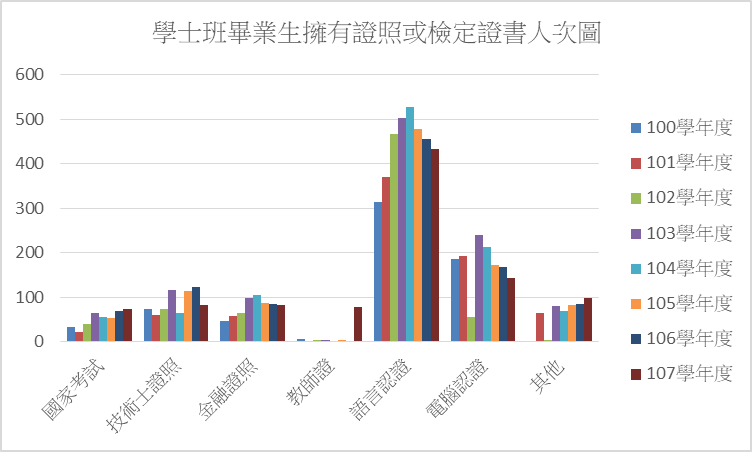 學士班畢業生擁有證照或檢定證書人次圖
600
500
400
300
200
100
0
國家考試
技術士證照
金融證照
教師證
語言認證
電腦認證
其他
100學年度
101學年度
102學年度
103學年度
104學年度
105學年度
106學年度
107學年度